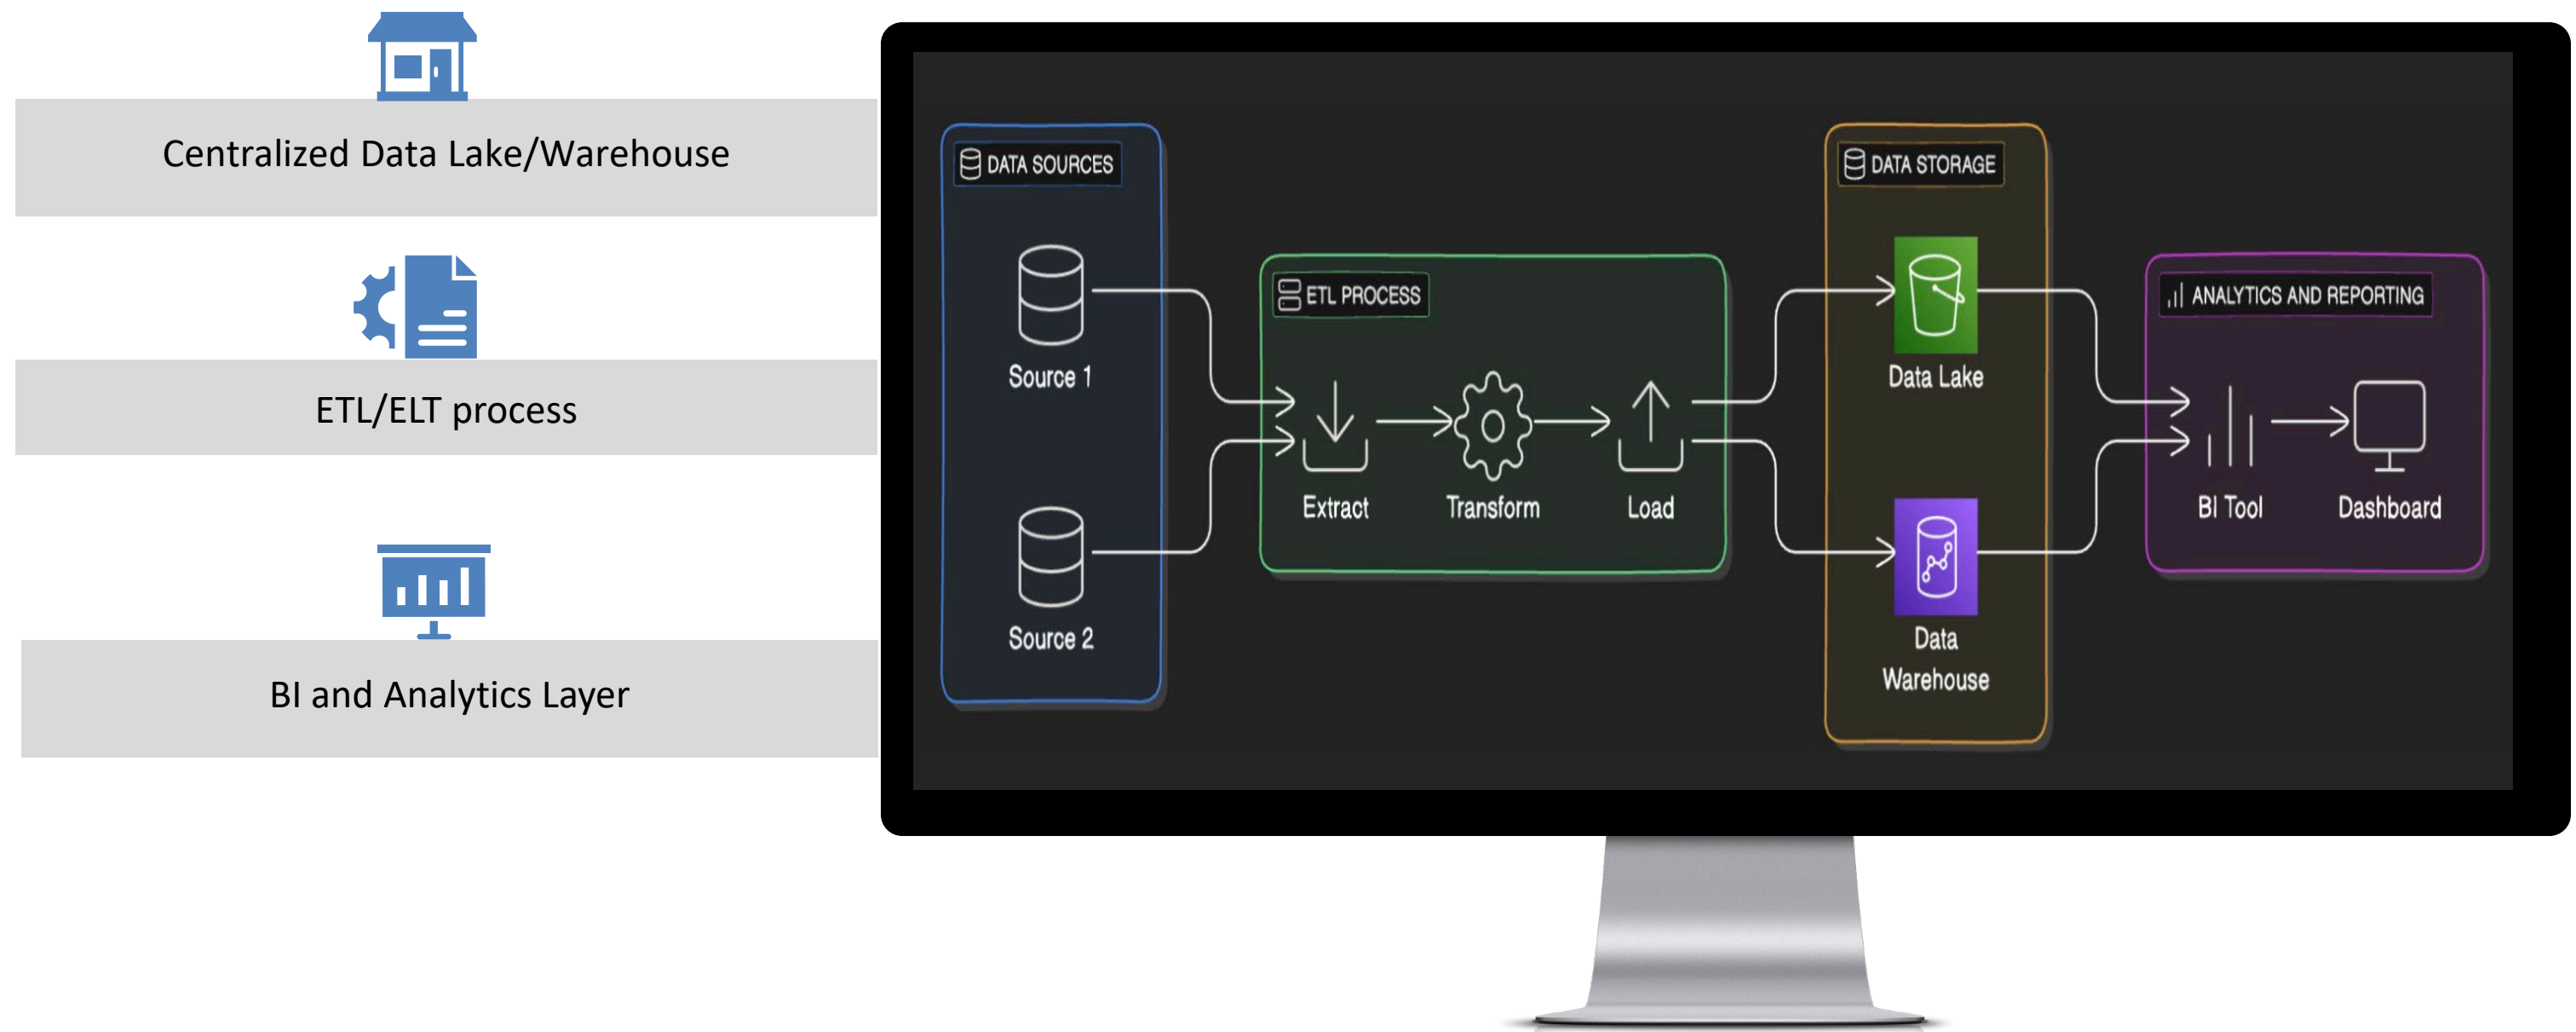 Centralized Data Lake/Warehouse
ETL/ELT process
BI and Analytics Layer
DATA SOURCES
Source 1
Source 2
ETL PROCESS
Extract
Transform
Load
DATA STORAGE
Data Lake
Data
Warehouse
ANALYTICS AND REPORTING
BI Tool
Dashboard